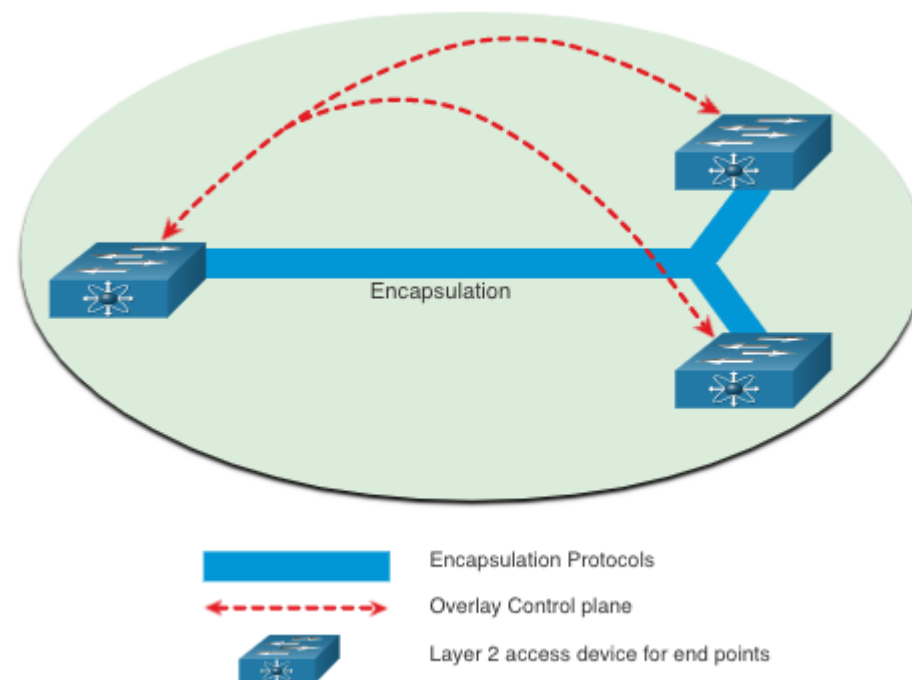 Encapsulation
Encapsulation Protocols
Overlay Control plane
Layer 2 access device for end points